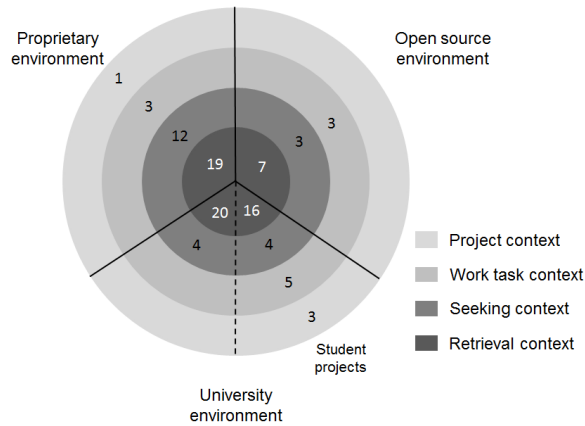 Proprietary
environment
Open source
environment
1
3
3
12
3
19
7
20
16
4
4
5
3
Project context
Work task context
Seeking context
Retrieval context
Student
projects
University
environment